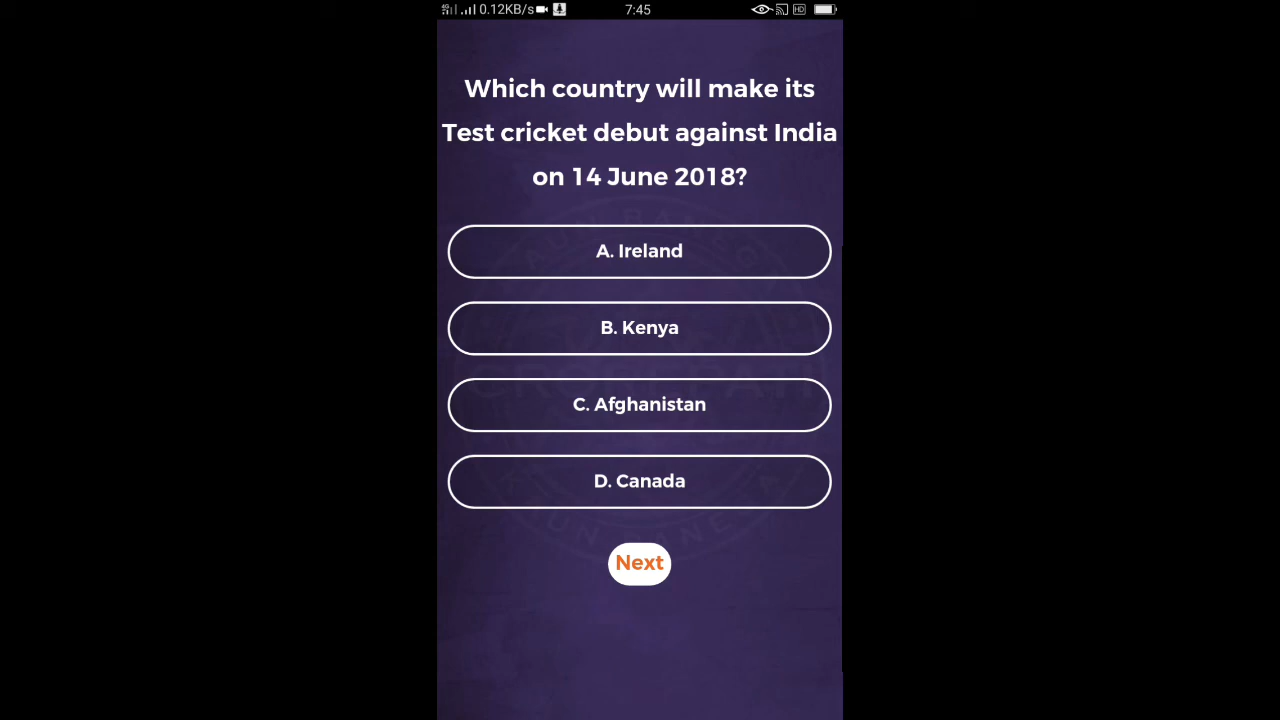 0.12KB/s 7:45 HD
Which country will make its
Test cricket debut against India
on 14 June 2018?
A. Ireland
B. Kenya
C. Afghanistan
D. Canada
Next